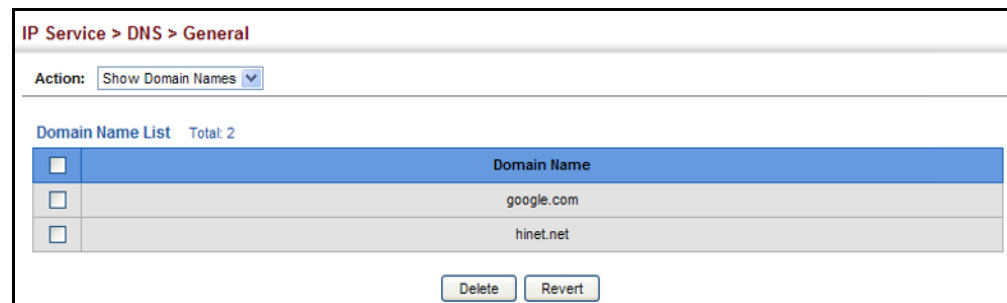 IP Service > DNS > General
Action: Show Domain Names
Domain Name List Total: 2
Domain Name
google.com
hinet.net
Delete Revert